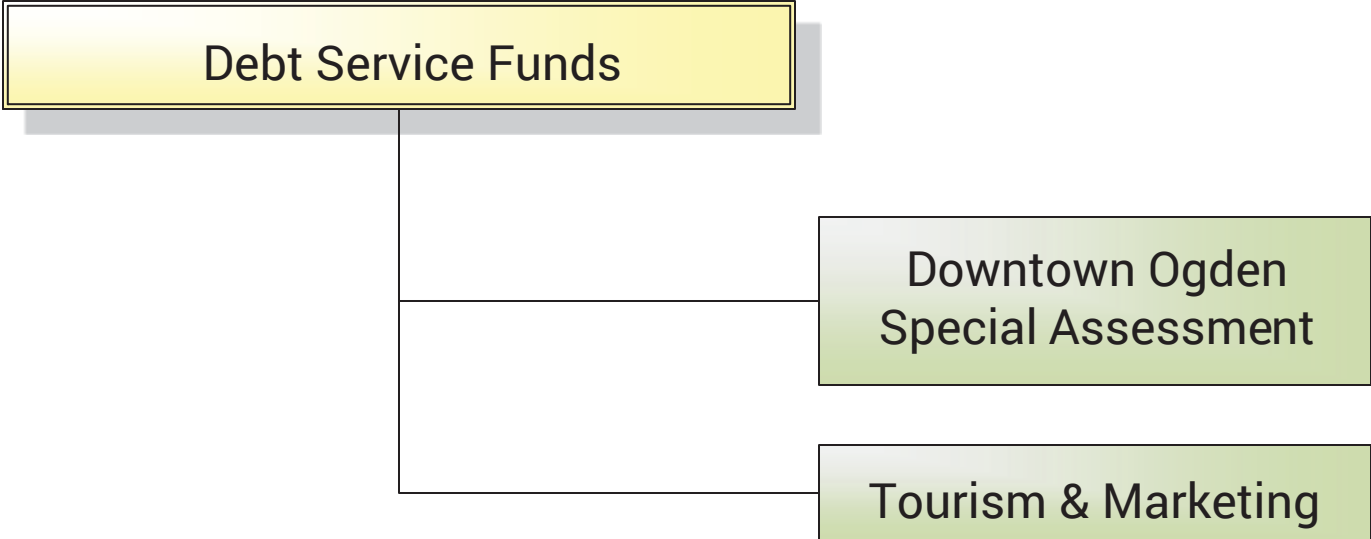 Debt Service Funds
Downtown Ogden
Special Assessment
Tourism & Marketing